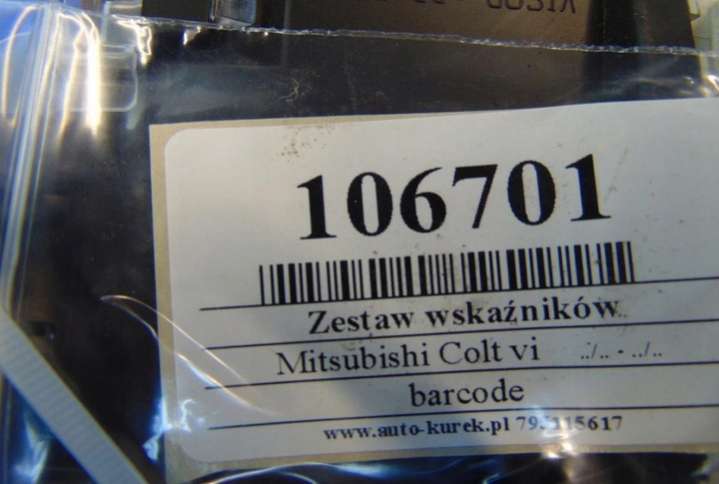 106701
Zestaw wskaźników
Mitsubishi Colt vi ../.. - ../..
barcode
www.auto-kurek.pl